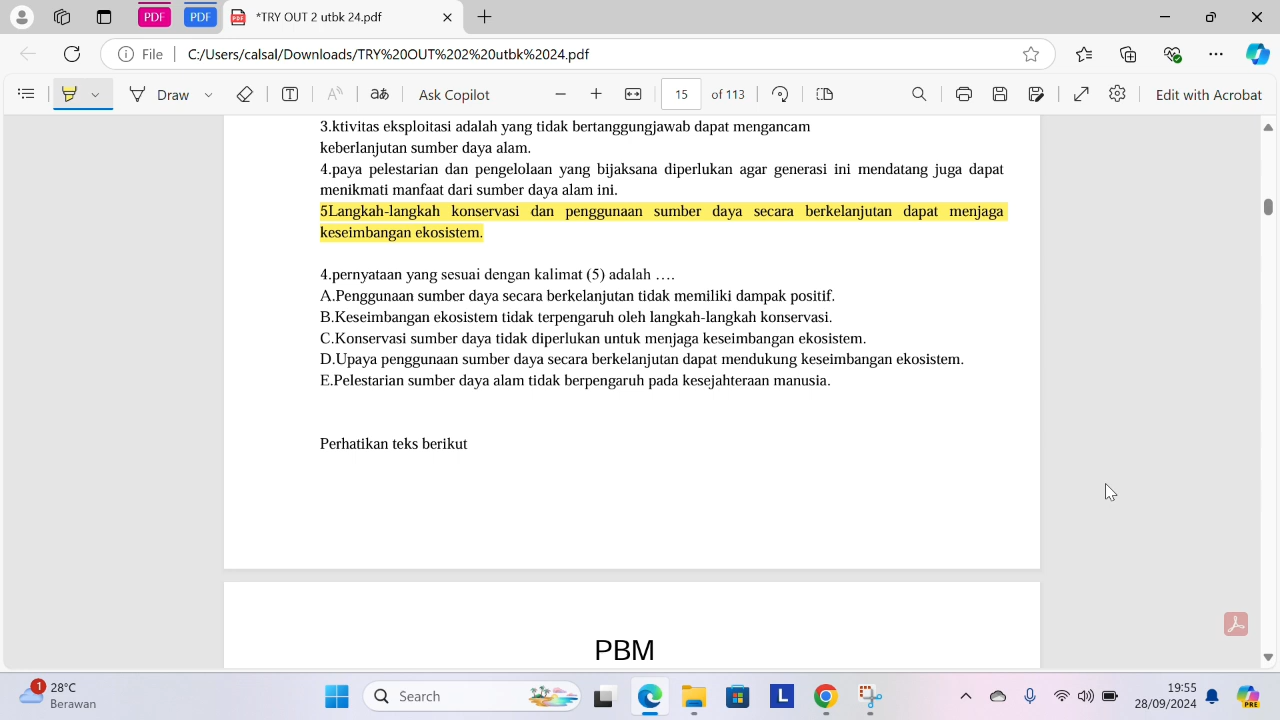 PDF
PDF
PDF
*TRY OUT 2 utbk 24.pdf
File
C:/Users/calsal/Downloads/TRY%20OUT%202%20utbk%2024.pdf
Draw
aあ
Ask Copilot
15
of 113
Edit with Acrobat
3.ktivitas eksploitasi adalah yang tidak bertanggungjawab dapat mengancam
keberlanjutan sumber daya alam.
4.paya pelestarian dan pengelolaan yang bijaksana diperlukan agar generasi ini mendatang juga dapat
menikmati manfaat dari sumber daya alam ini.
5Langkah-langkah konservasi dan penggunaan sumber daya secara berkelanjutan dapat menjaga
keseimbangan ekosistem.
4.pernyataan yang sesuai dengan kalimat (5) adalah ….
A.Penggunaan sumber daya secara berkelanjutan tidak memiliki dampak positif.
B.Keseimbangan ekosistem tidak terpengaruh oleh langkah-langkah konservasi.
C.Konservasi sumber daya tidak diperlukan untuk menjaga keseimbangan ekosistem.
D.Upaya penggunaan sumber daya secara berkelanjutan dapat mendukung keseimbangan ekosistem.
E.Pelestarian sumber daya alam tidak berpengaruh pada kesejahteraan manusia.
Perhatikan teks berikut
PBM
1
28°C
Berawan
Search
L
19:55
28/09/2024
PRE